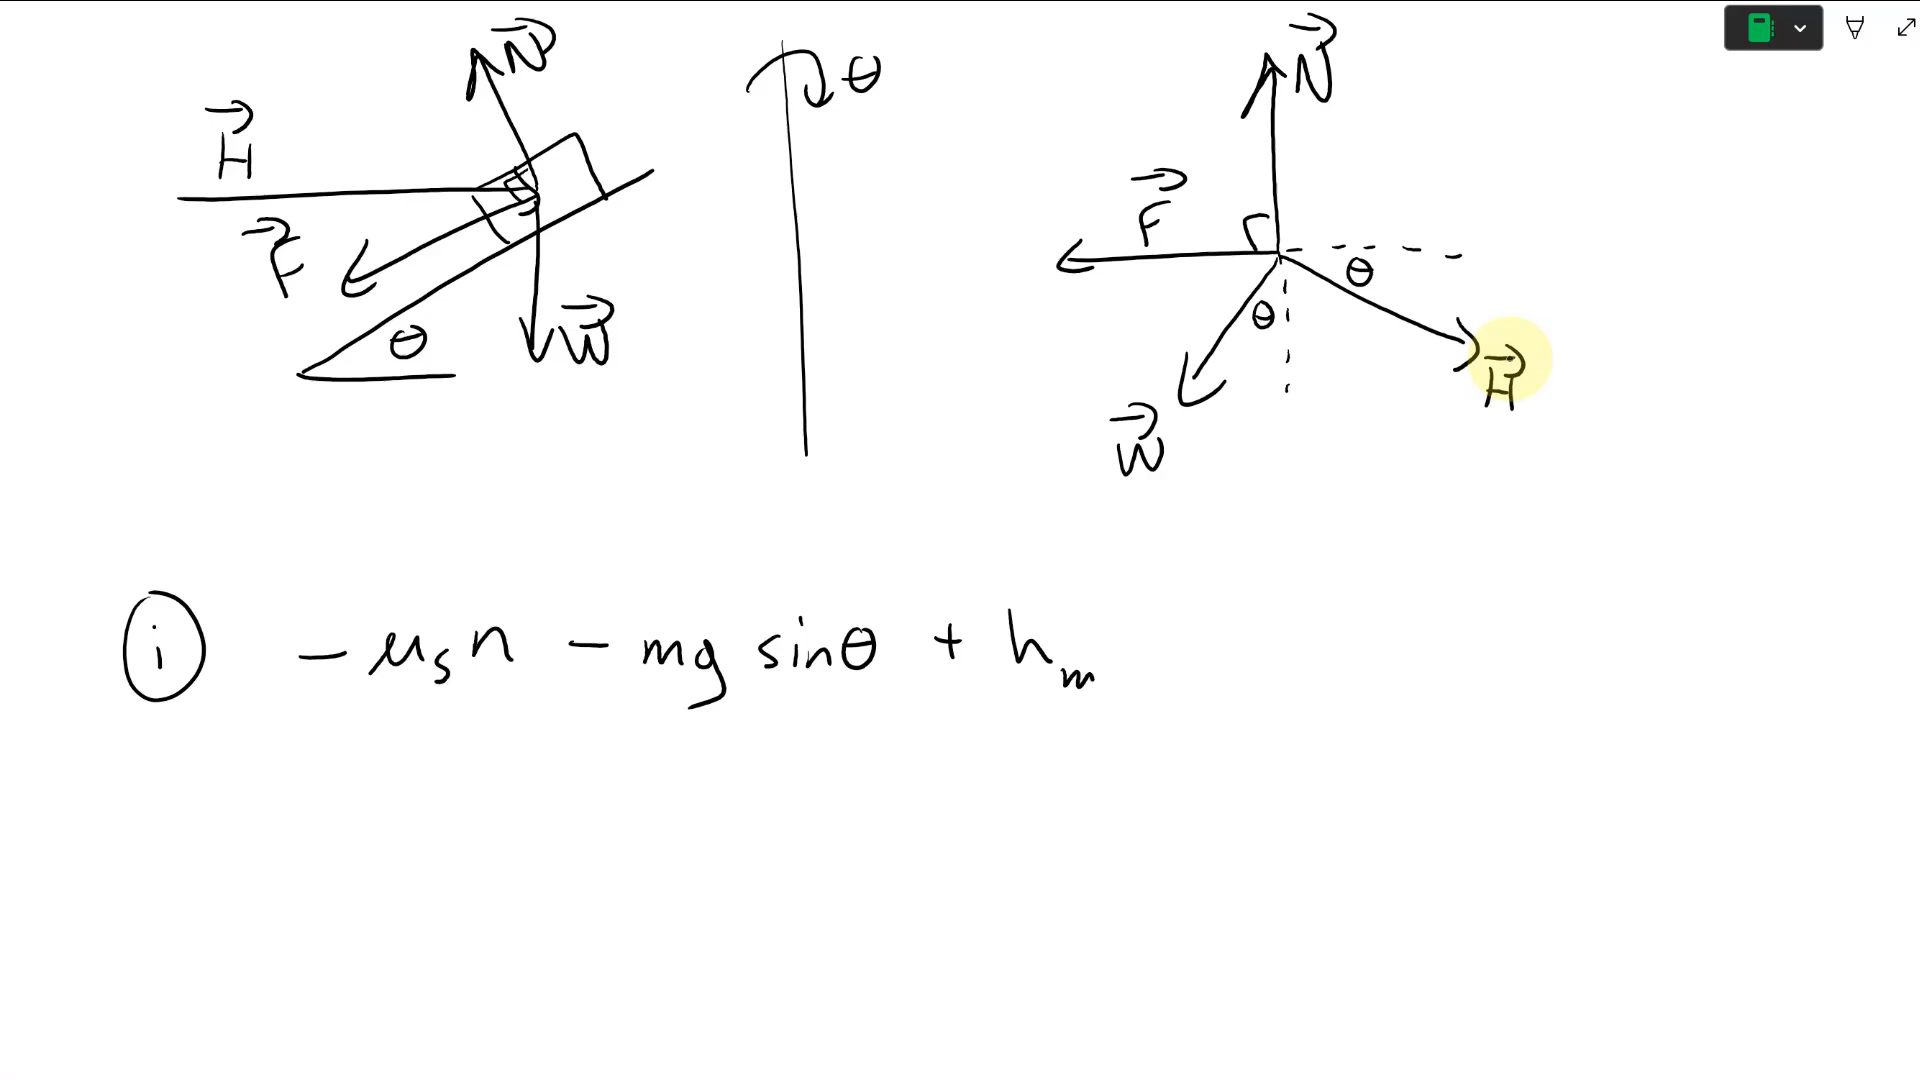 →N
→H
→F
θ
→W
θ
→N
→F
θ
θ
→H
→W
(i) - μₛn - mg sinθ + hₘ